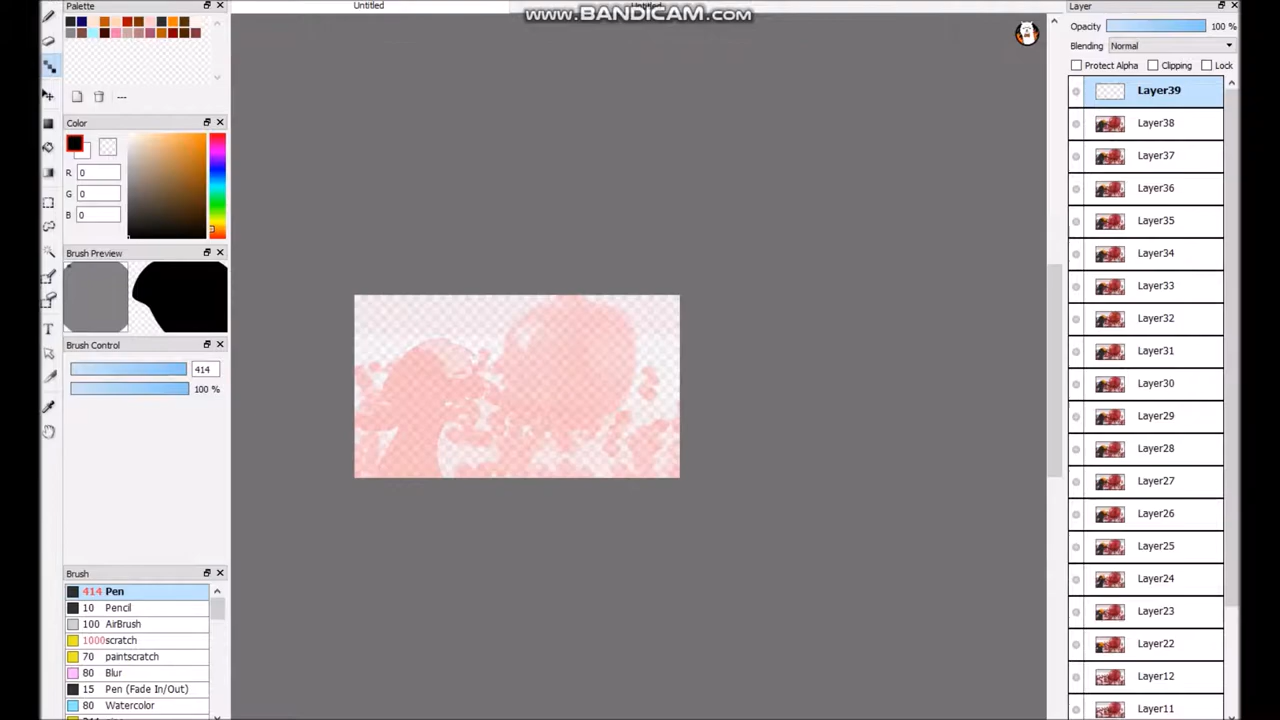 Palette
Untitled
Untitled
www.BANDICAM.com
Layer
Opacity 100 %
Blending Normal
Protect Alpha Clipping Lock
---
Color
R 0
G 0
B 0
Brush Preview
Brush Control
414
100 %
Brush
414 Pen
10 Pencil
100 AirBrush
1000 scratch
70 paintscratch
80 Blur
15 Pen (Fade In/Out)
80 Watercolor
Layer39
Layer38
Layer37
Layer36
Layer35
Layer34
Layer33
Layer32
Layer31
Layer30
Layer29
Layer28
Layer27
Layer26
Layer25
Layer24
Layer23
Layer22
Layer12
Layer11
T